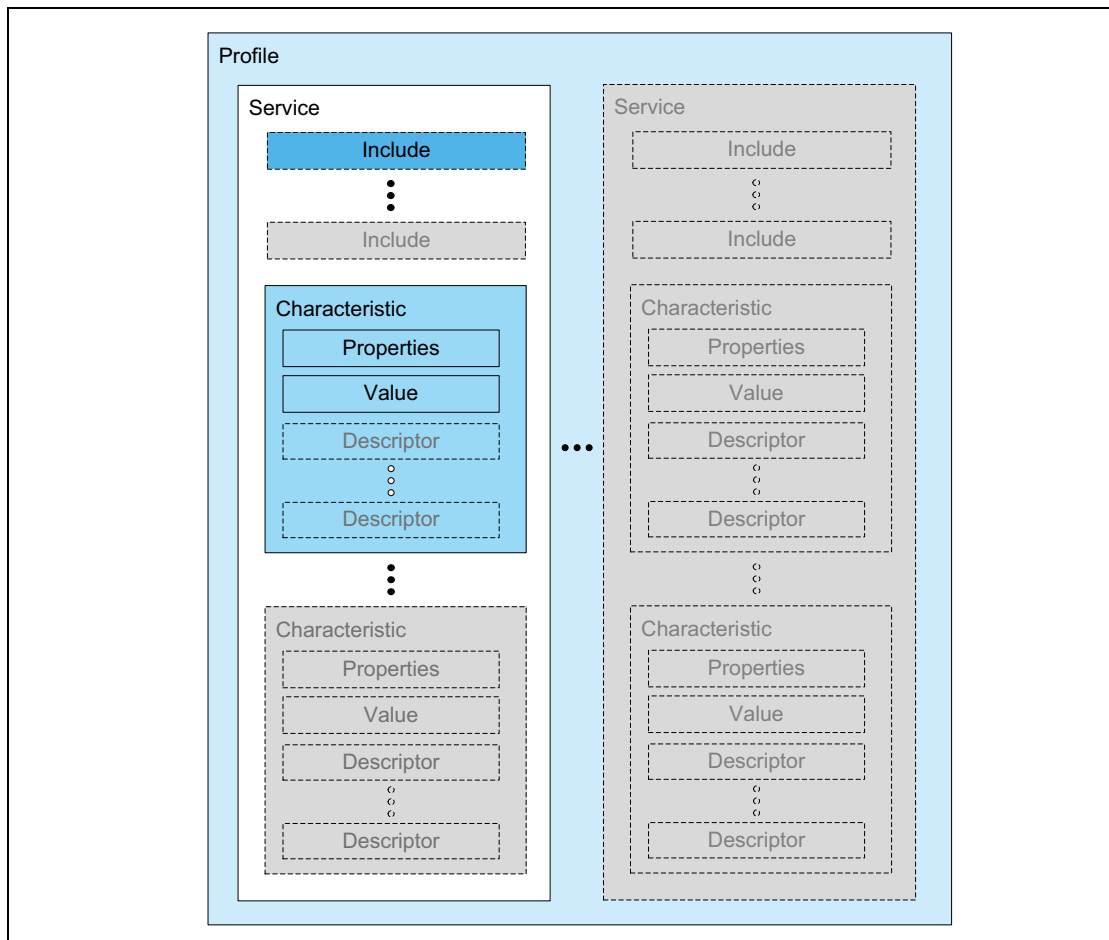 Profile
Service
Include
Include
Characteristic
Properties
Value
Descriptor
Descriptor
Characteristic
Properties
Value
Descriptor
Descriptor
Service
Include
Include
Characteristic
Properties
Value
Descriptor
Descriptor
Characteristic
Properties
Value
Descriptor
Descriptor